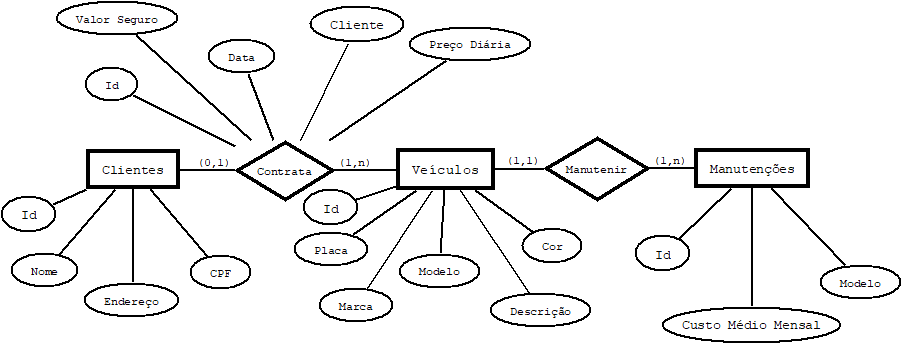 Valor Seguro
Cliente
Preço Diária
Data
Id
Clientes
(0,1)
Contrata
(1,n)
Veículos
(1,1)
Manutenir
(1,n)
Manutenções
Id
Id
Placa
Cor
Id
Nome
CPF
Modelo
Modelo
Endereço
Marca
Descrição
Custo Médio Mensal